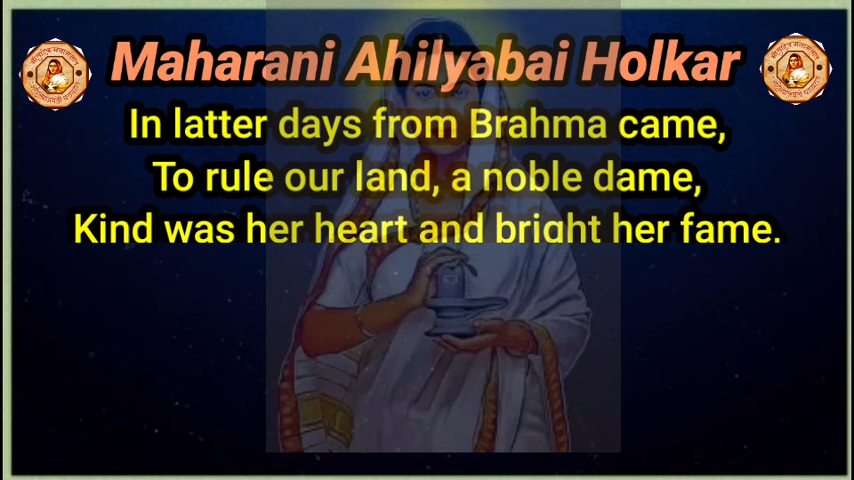 Maharani Ahilyabai Holkar
In latter days from Brahma came,
To rule our land, a noble dame,
Kind was her heart and bright her fame.